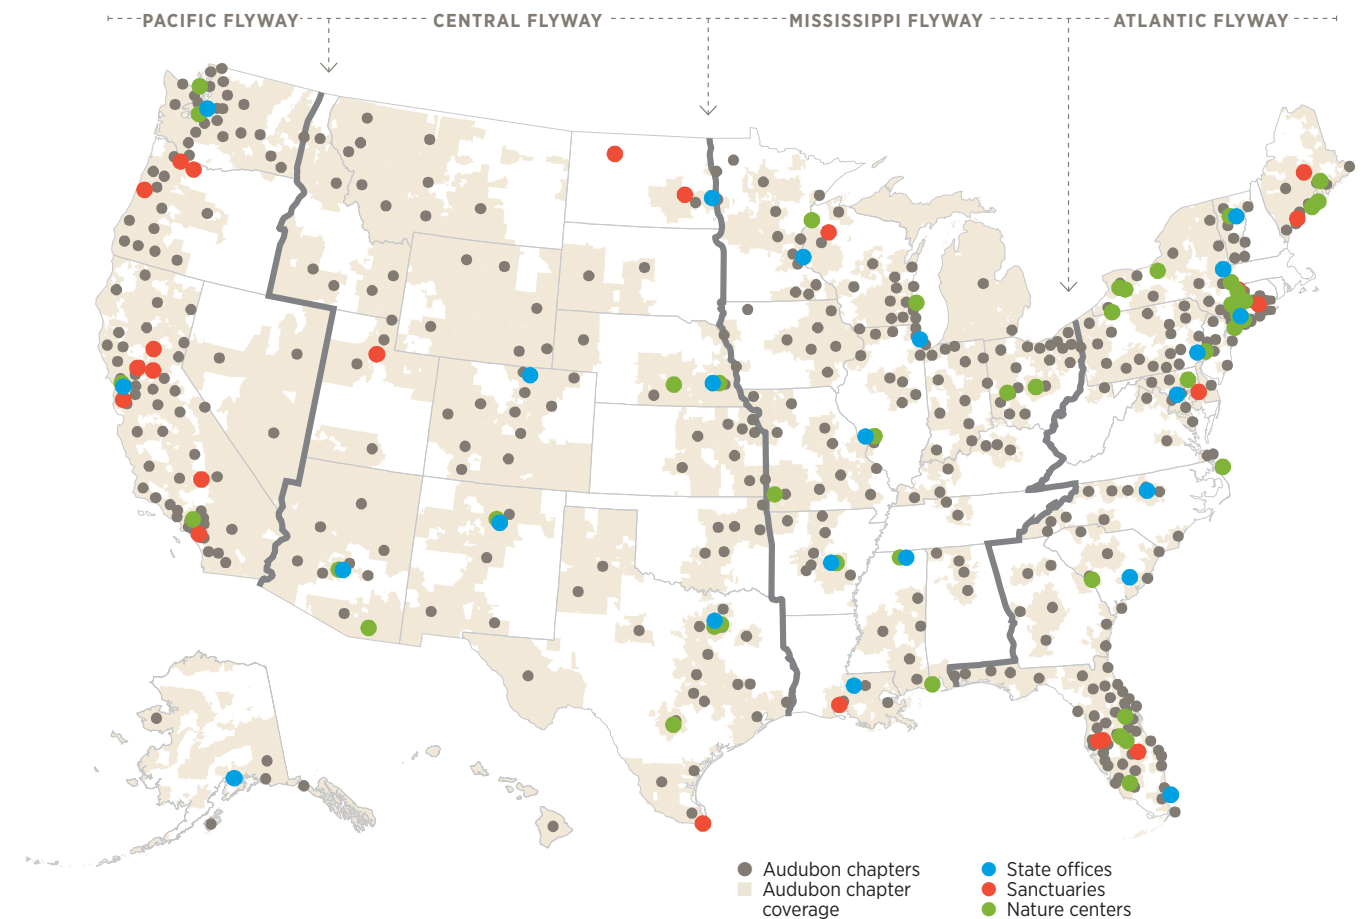 PACIFIC FLYWAY
CENTRAL FLYWAY
MISSISSIPPI FLYWAY
ATLANTIC FLYWAY
Audubon chapters
Audubon chapter
coverage
State offices
Sanctuaries
Nature centers